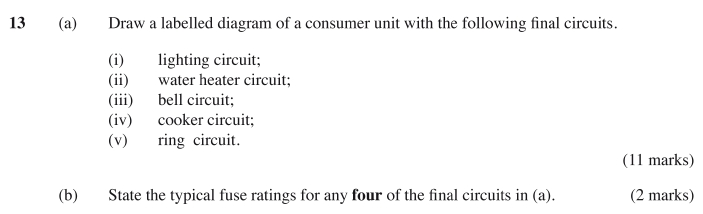 13 (a) Draw a labelled diagram of a consumer unit with the following final circuits.
(i) lighting circuit;
(ii) water heater circuit;
(iii) bell circuit;
(iv) cooker circuit;
(v) ring circuit.
(11 marks)
(b) State the typical fuse ratings for any four of the final circuits in (a). (2 marks)